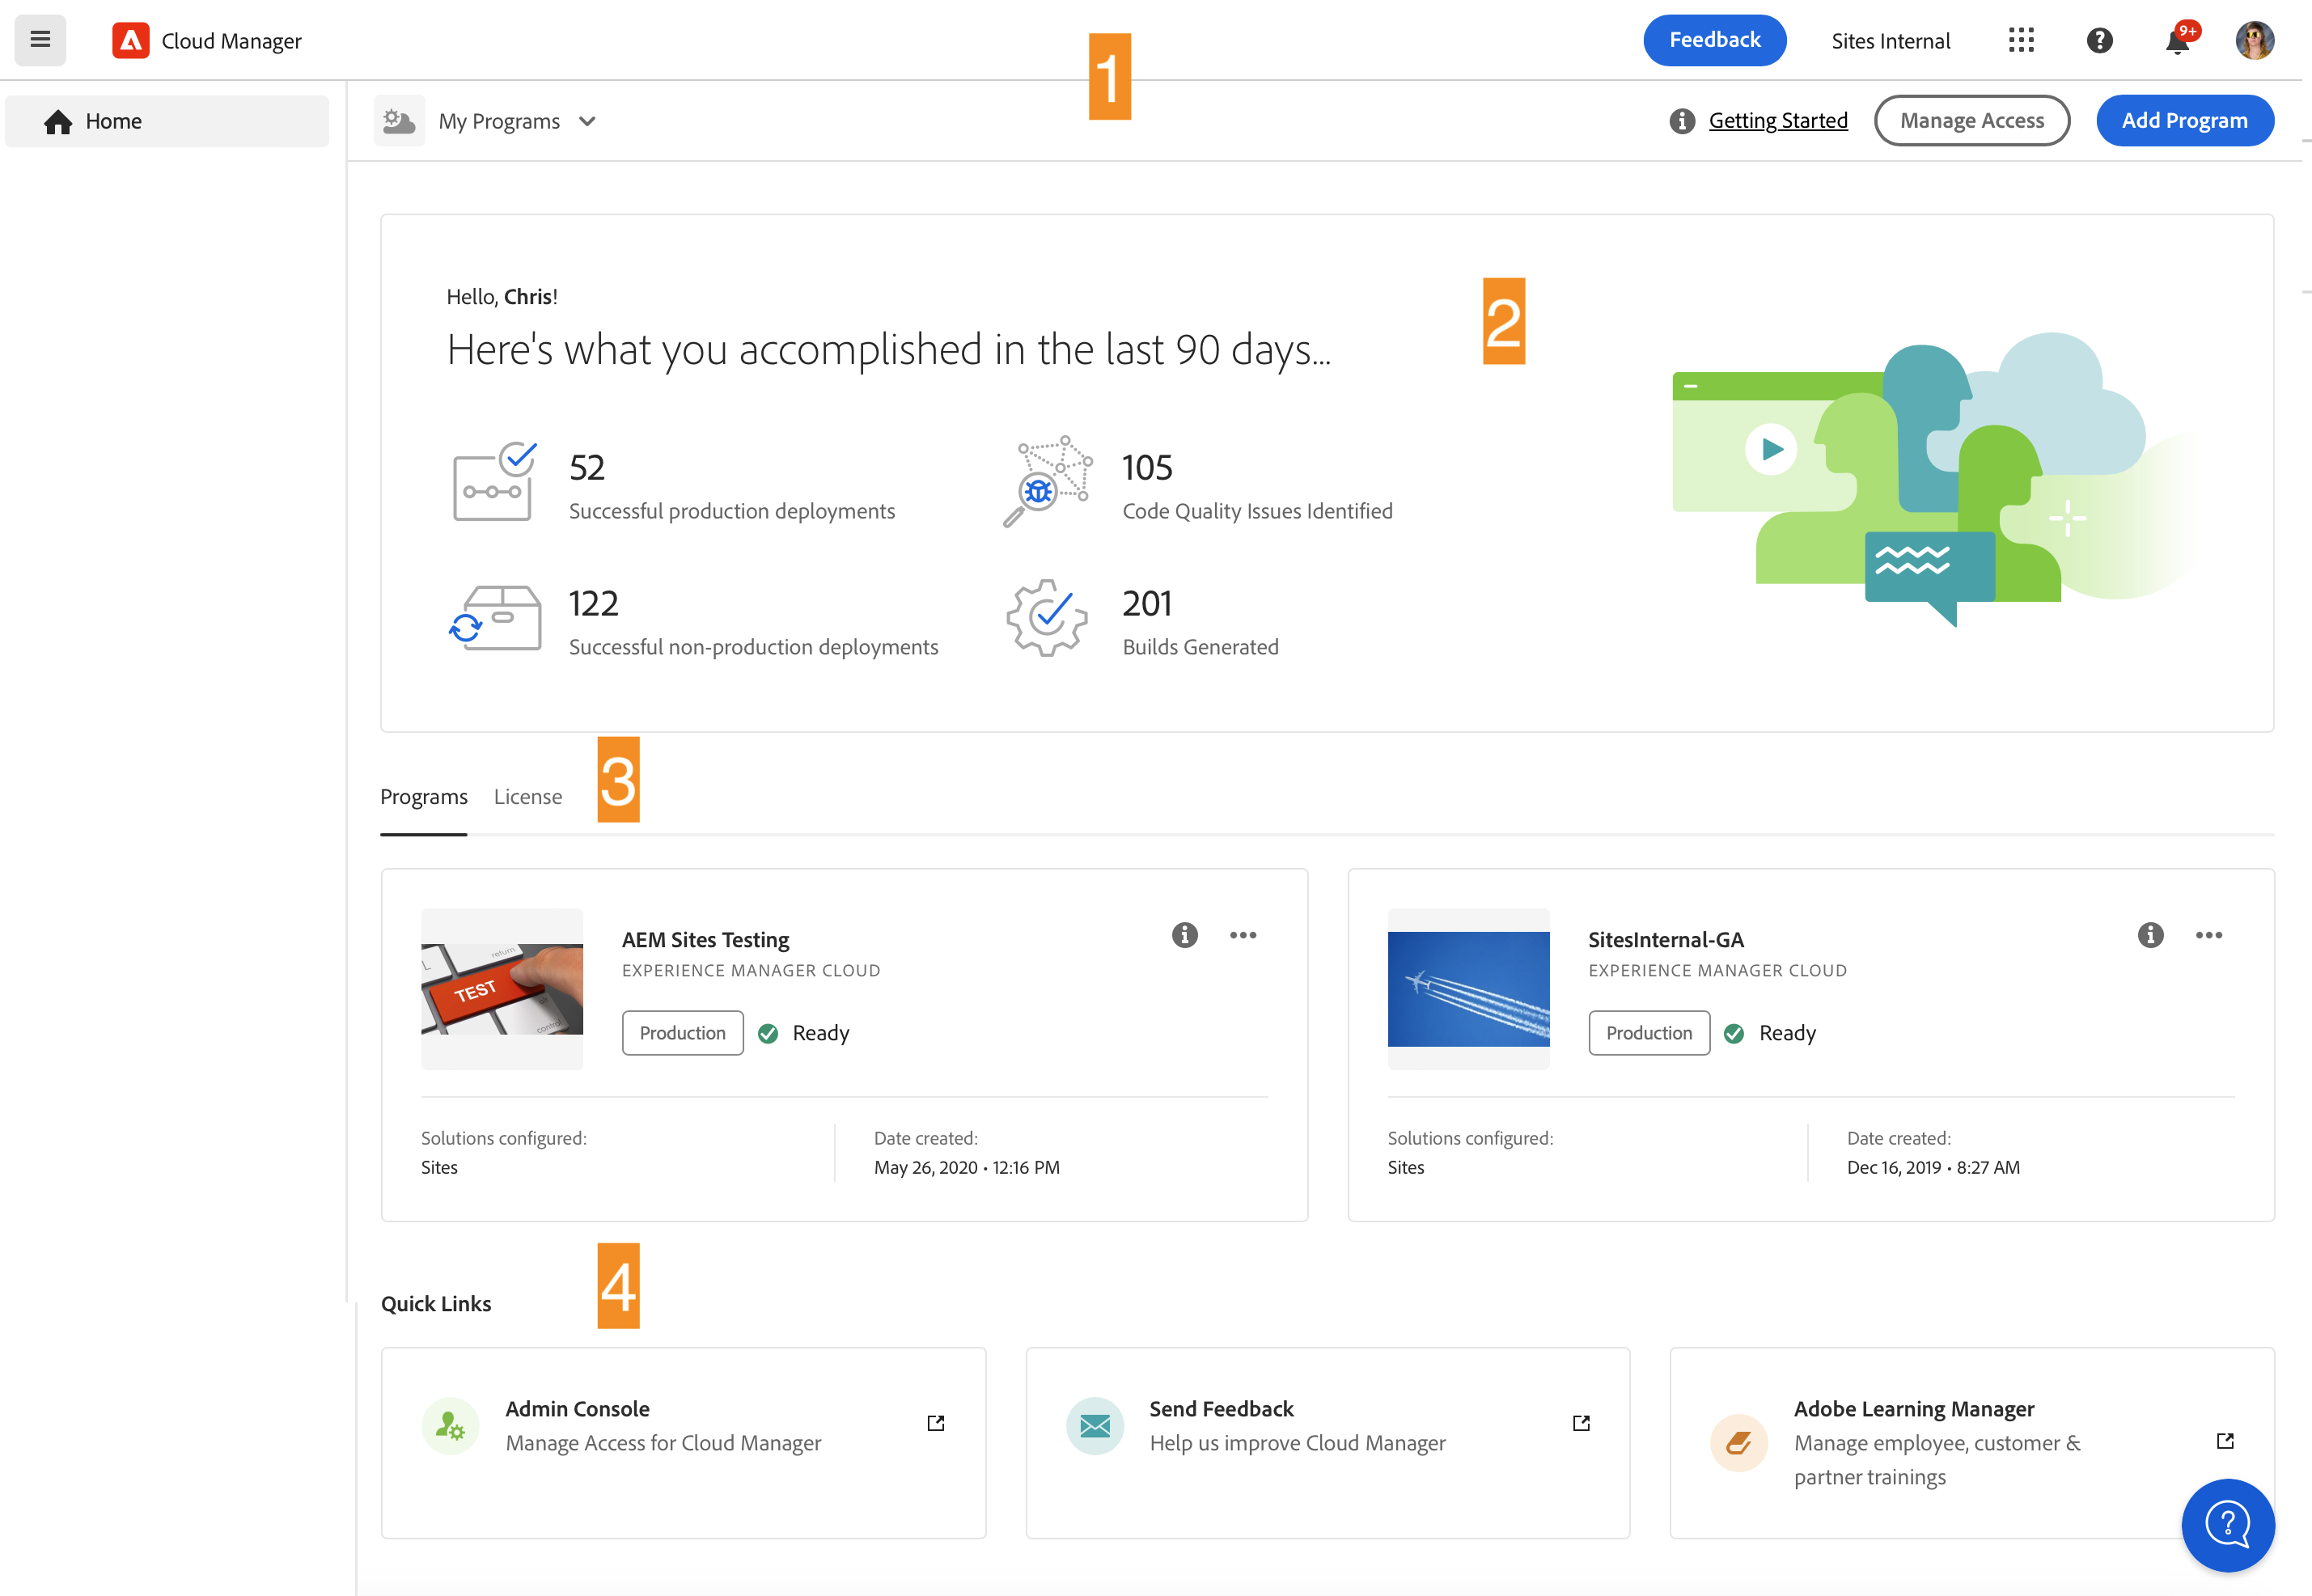 Cloud Manager
Feedback
Sites Internal
9+
1
Home
My Programs
Getting Started
Manage Access
Add Program
Hello, Chris!
2
Here's what you accomplished in the last 90 days...
52
Successful production deployments
105
Code Quality Issues Identified
122
Successful non-production deployments
201
Builds Generated
3
Programs
License
return
TEST
control
AEM Sites Testing
EXPERIENCE MANAGER CLOUD
Production
Ready
Solutions configured:
Sites
Date created:
May 26, 2020 • 12:16 PM
SitesInternal-GA
EXPERIENCE MANAGER CLOUD
Production
Ready
Solutions configured:
Sites
Date created:
Dec 16, 2019 • 8:27 AM
4
Quick Links
Admin Console
Manage Access for Cloud Manager
Send Feedback
Help us improve Cloud Manager
Adobe Learning Manager
Manage employee, customer &
partner trainings